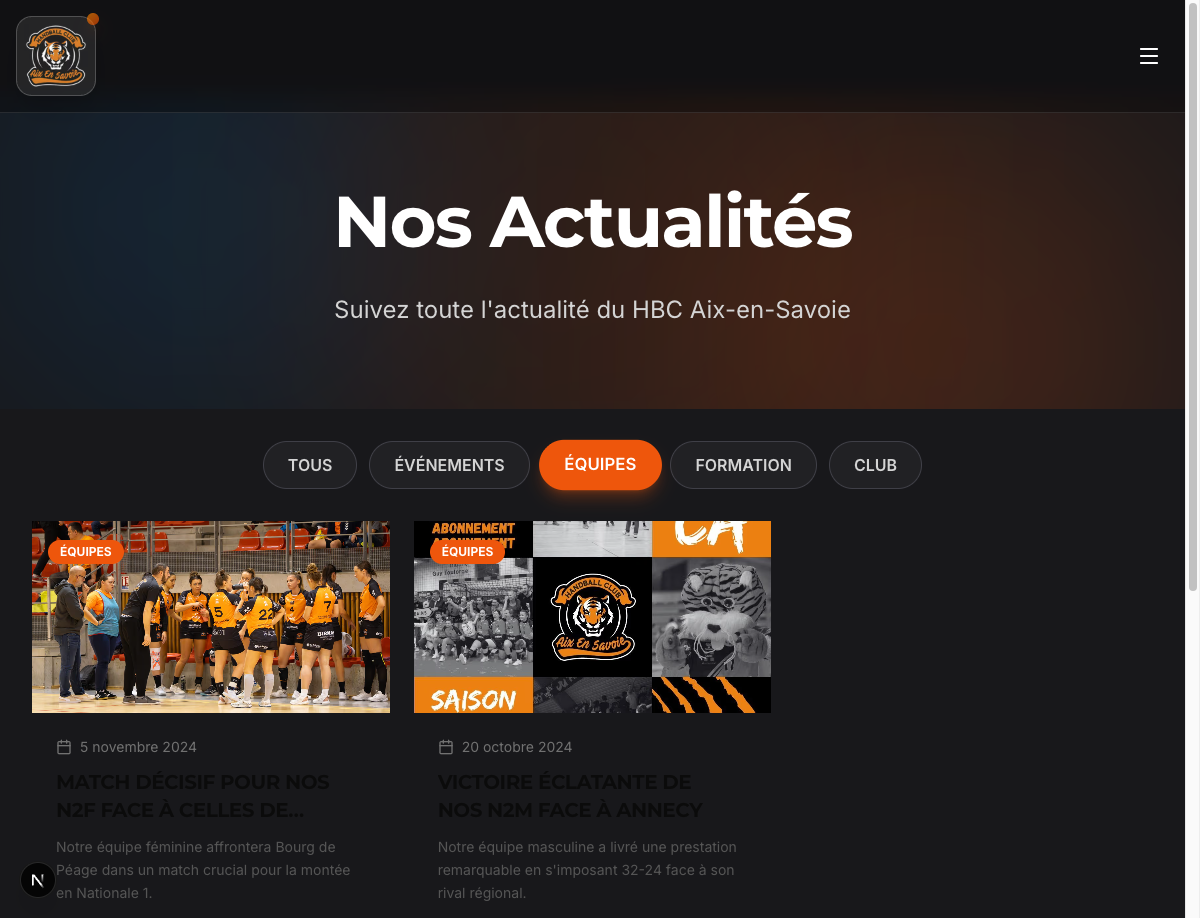 HANDBALL CLUB
Aix En Savoie
Nos Actualités
Suivez toute l'actualité du HBC Aix-en-Savoie
TOUS
ÉVÉNEMENTS
ÉQUIPES
FORMATION
CLUB
ÉQUIPES
5
22
4
7
ABONNEMENT
ABONNEMENT
ÉQUIPES
CA
HANDBALL CLUB
Aix En Savoie
SAISON
5 novembre 2024
MATCH DÉCISIF POUR NOS
N2F FACE À CELLES DE...
Notre équipe féminine affrontera Bourg de
Péage dans un match crucial pour la montée
en Nationale 1.
20 octobre 2024
VICTOIRE ÉCLATANTE DE
NOS N2M FACE À ANNECY
Notre équipe masculine a livré une prestation
remarquable en s'imposant 32-24 face à son
rival régional.
N